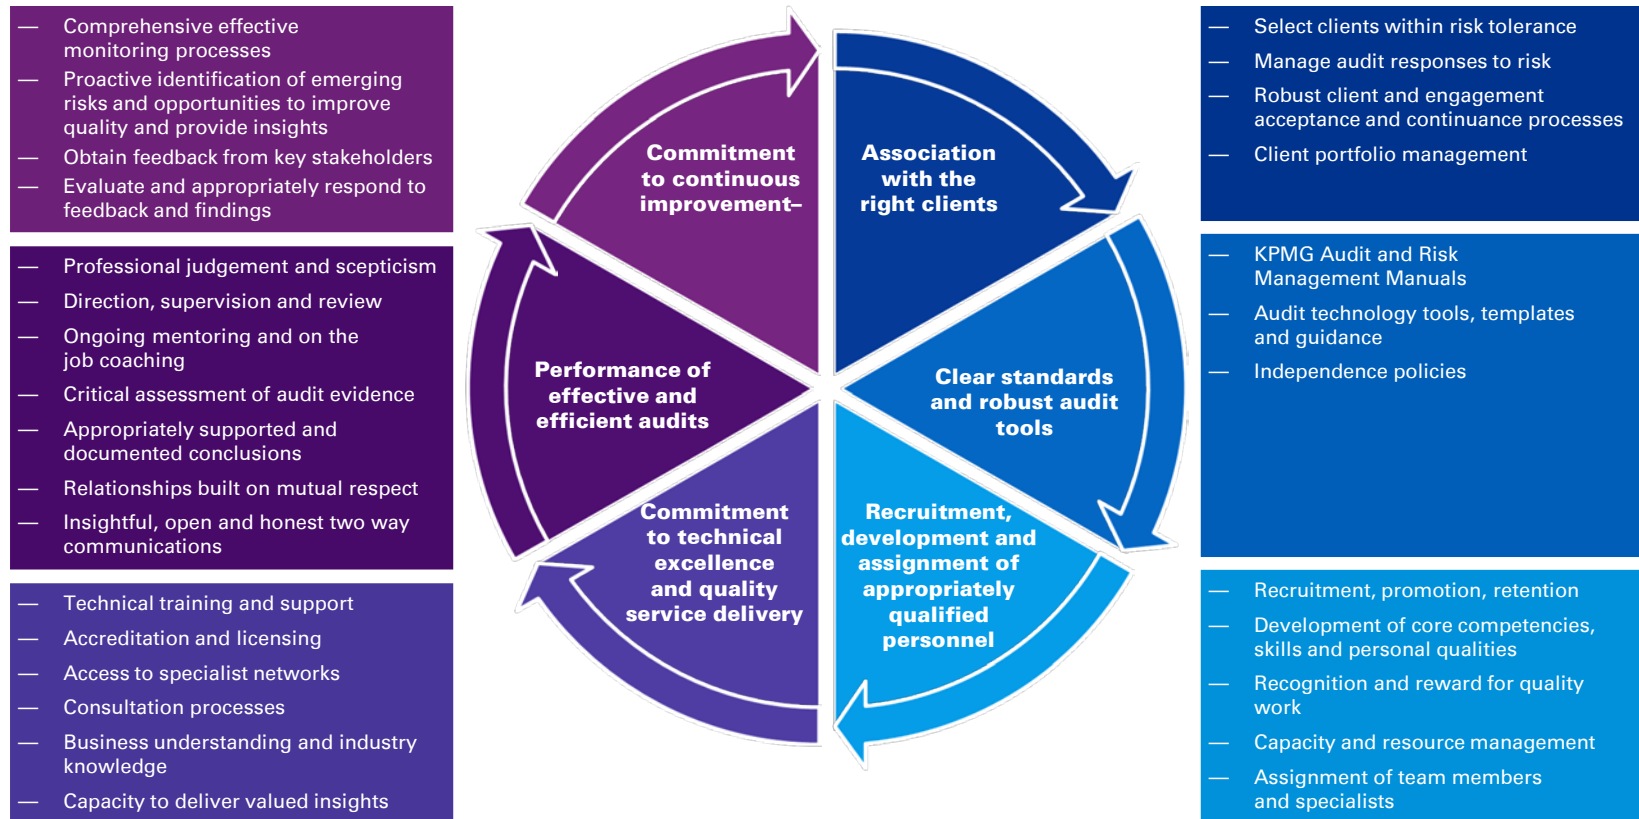 — Comprehensive effective
monitoring processes
— Proactive identification of emerging
risks and opportunities to improve
quality and provide insights
— Obtain feedback from key stakeholders
— Evaluate and appropriately respond to
feedback and findings
— Professional judgement and scepticism
— Direction, supervision and review
— Ongoing mentoring and on the
job coaching
— Critical assessment of audit evidence
— Appropriately supported and
documented conclusions
— Relationships built on mutual respect
— Insightful, open and honest two way
communications
— Technical training and support
— Accreditation and licensing
— Access to specialist networks
— Consultation processes
— Business understanding and industry
knowledge
— Capacity to deliver valued insights
Commitment
to continuous
improvement–
Association
with the
right clients
Performance of
effective and
efficient audits
Clear standards
and robust audit
tools
Commitment
to technical
excellence
and quality
service delivery
Recruitment,
development and
assignment of
appropriately
qualified
personnel
— Select clients within risk tolerance
— Manage audit responses to risk
— Robust client and engagement
acceptance and continuance processes
— Client portfolio management
— KPMG Audit and Risk
Management Manuals
— Audit technology tools, templates
and guidance
— Independence policies
— Recruitment, promotion, retention
— Development of core competencies,
skills and personal qualities
— Recognition and reward for quality
work
— Capacity and resource management
— Assignment of team members
and specialists